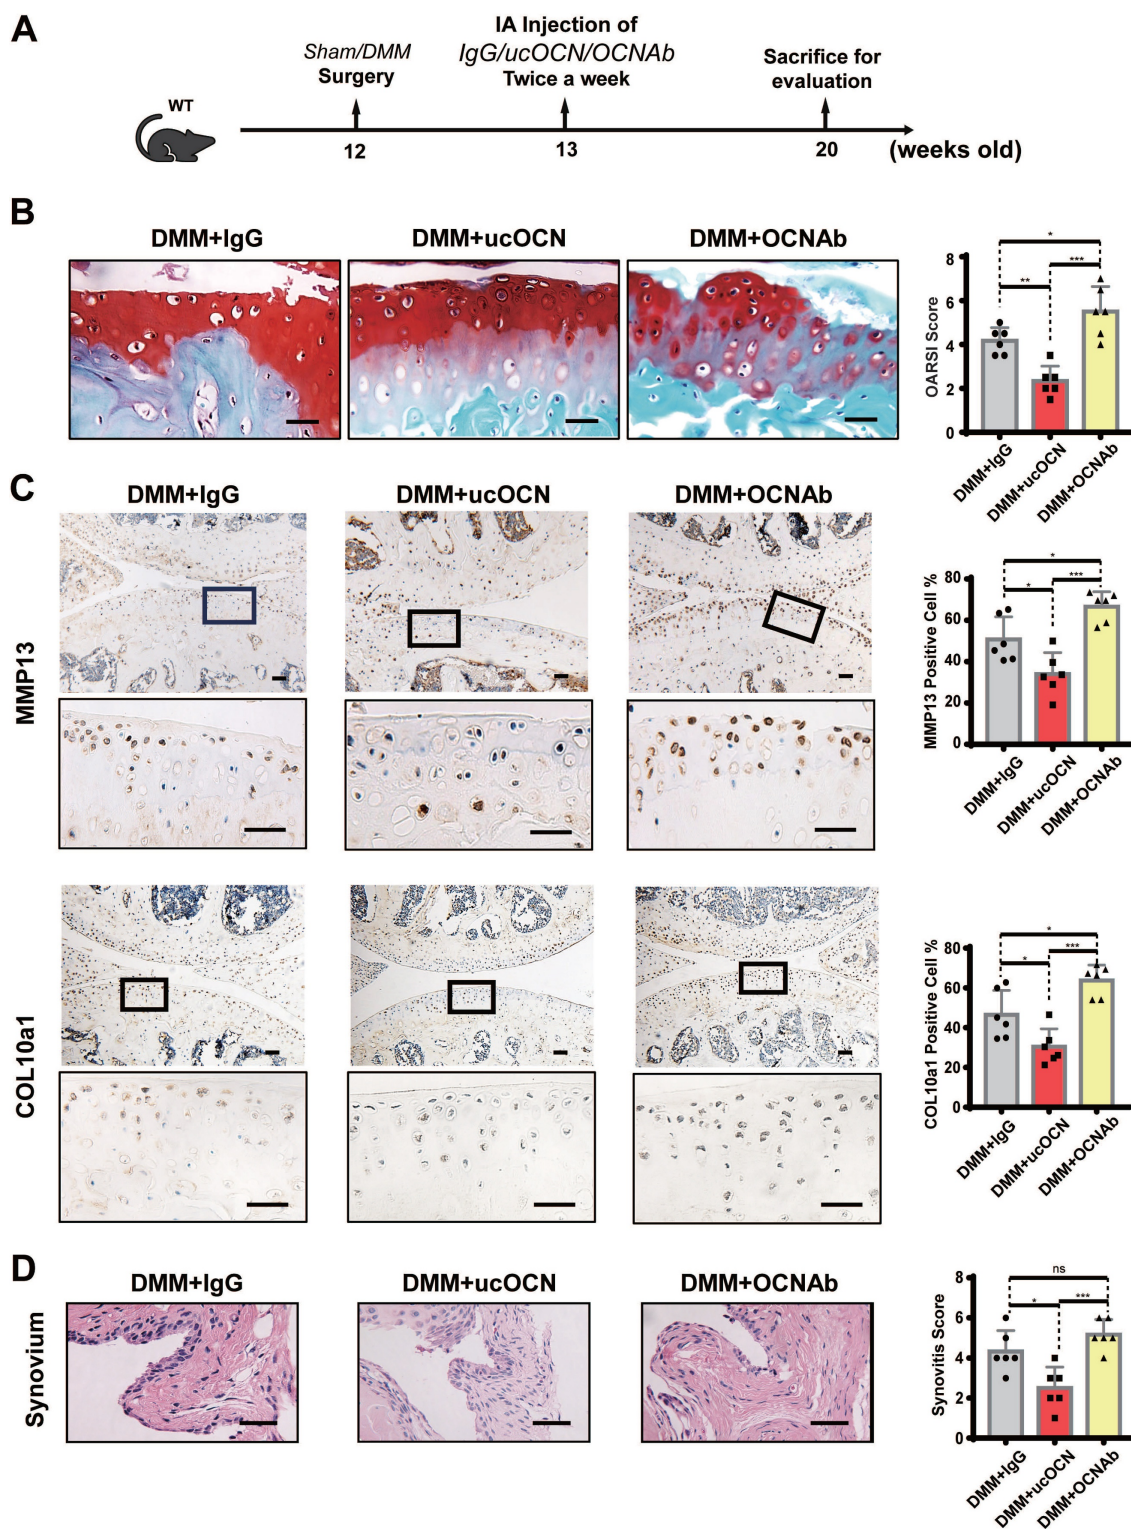 A
WT
Sham/DMM
Surgery
IA Injection of
IgG/ucOCN/OCNAb
Twice a week
Sacrifice for
evaluation
12
13
20
(weeks old)
B
DMM+IgG
DMM+ucOCN
DMM+OCNAb
OARSI Score
8
6
4
2
0
*
**
***
DMM+IgG
DMM+ucOCN
DMM+OCNAb
C
DMM+IgG
DMM+ucOCN
DMM+OCNAb
MMP13
MMP13 Positive Cell %
80
60
40
20
0
*
*
***
DMM+IgG
DMM+ucOCN
DMM+OCNAb
COL10a1
COL10a1 Positive Cell %
80
60
40
20
0
*
*
***
DMM+IgG
DMM+ucOCN
DMM+OCNAb
D
DMM+IgG
DMM+ucOCN
DMM+OCNAb
Synovium
Synovitis Score
8
6
4
2
0
ns
*
***
DMM+IgG
DMM+ucOCN
DMM+OCNAb